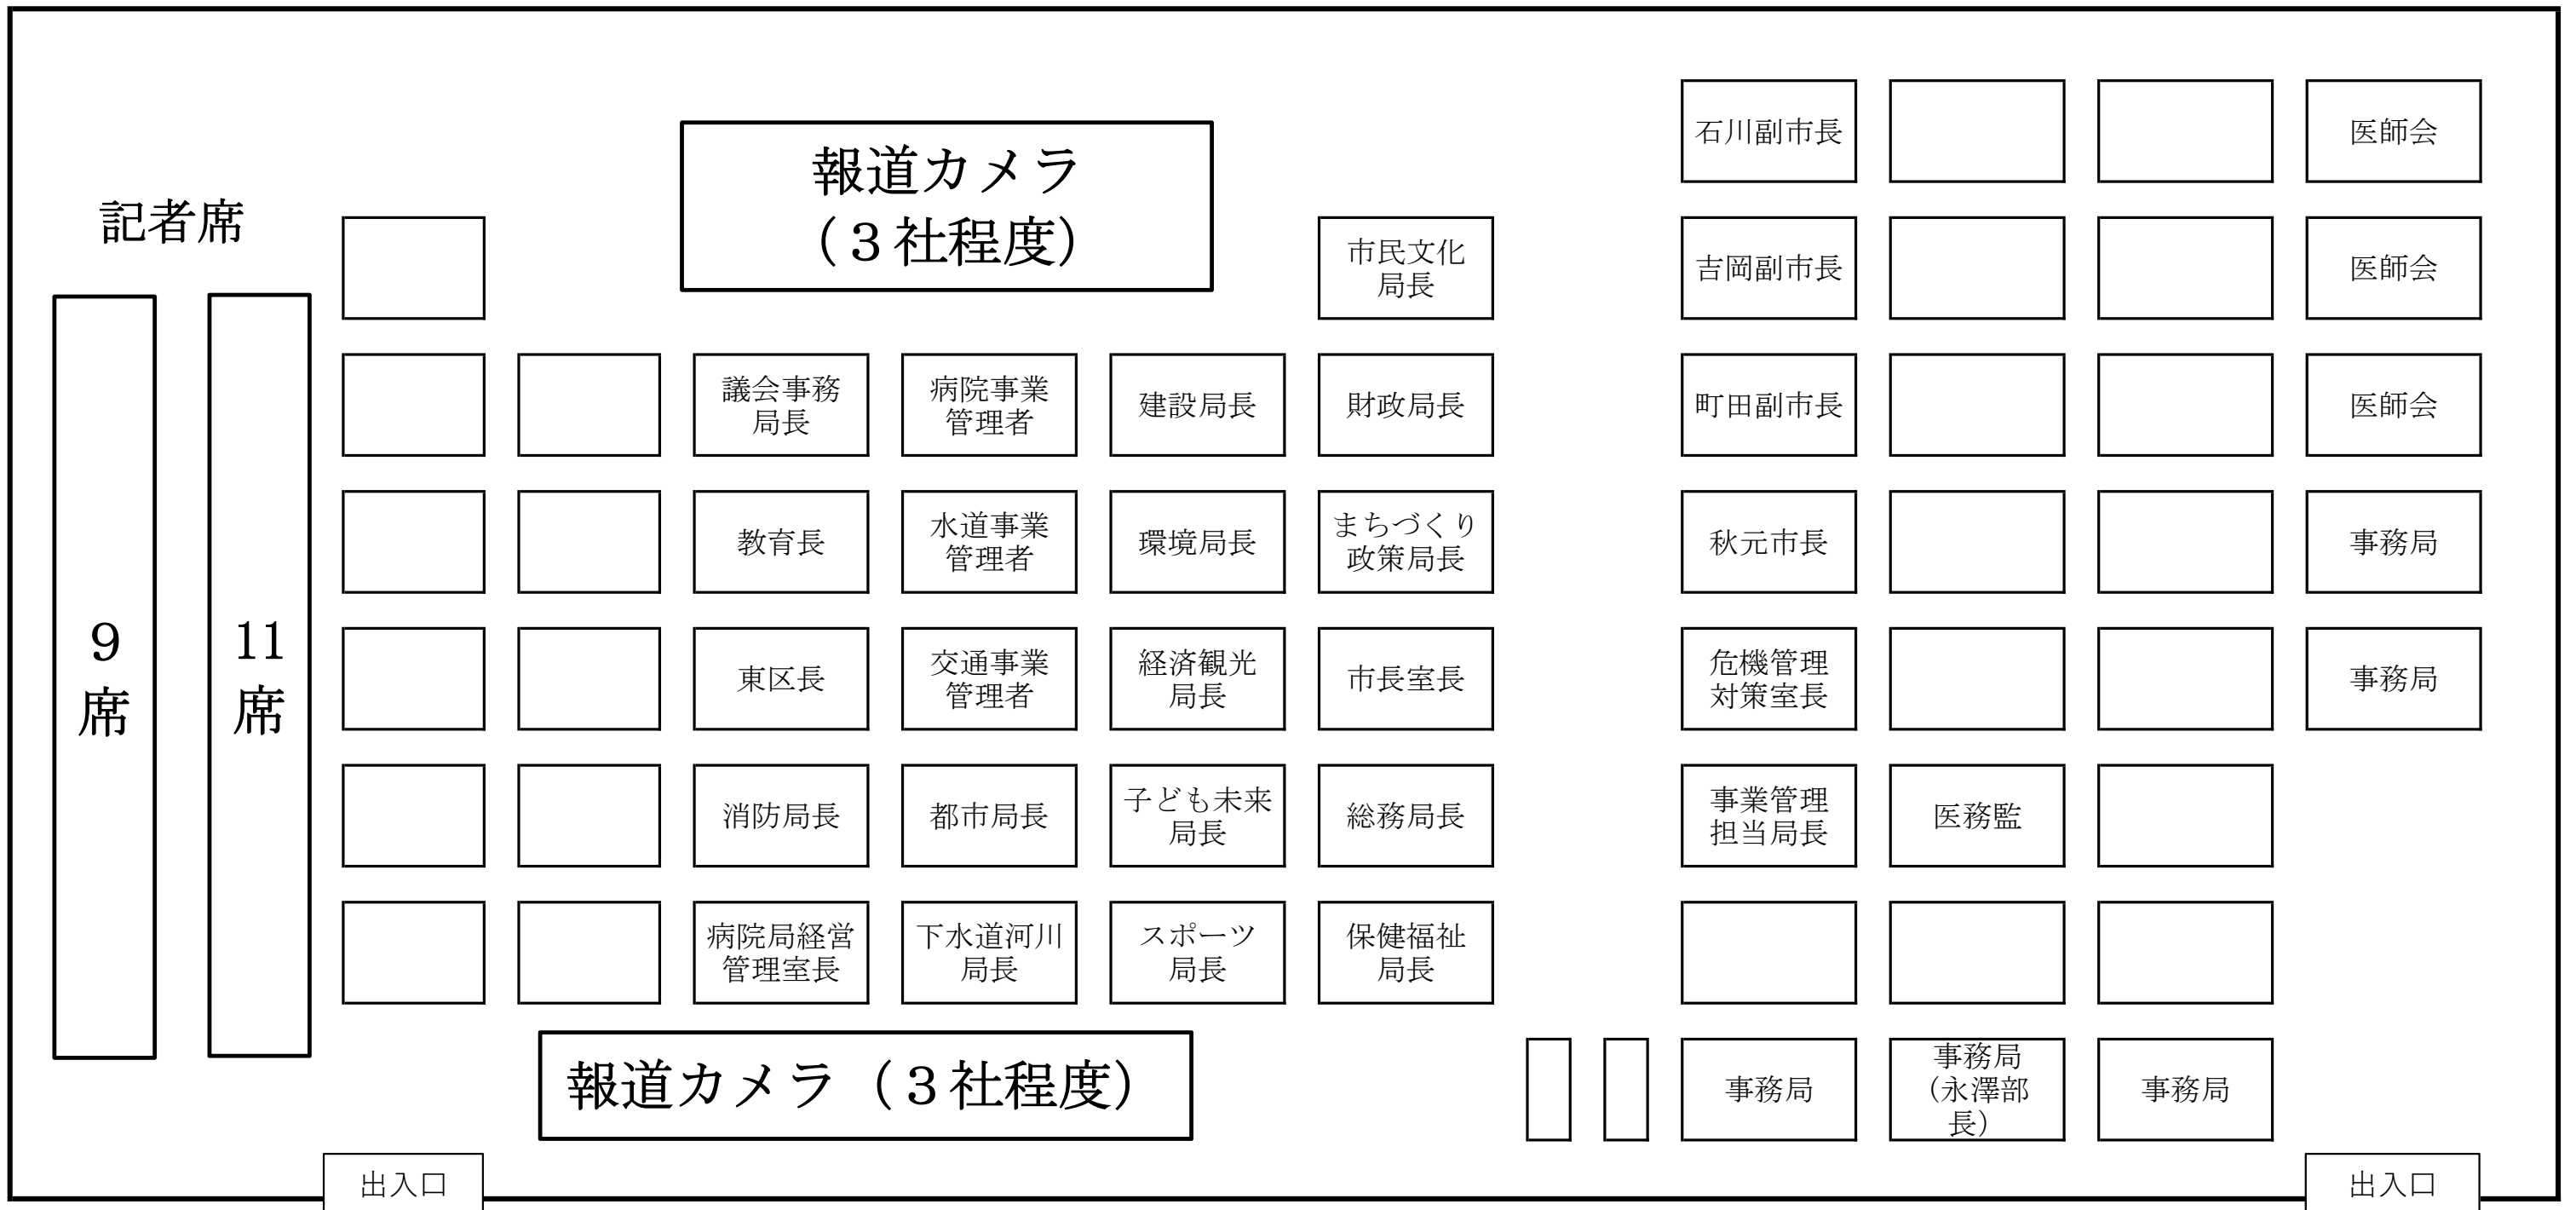 記者席
9
席
11
席
報道カメラ
（３社程度）
石川副市長
医師会
市民文化
局長
吉岡副市長
医師会
議会事務
局長
病院事業
管理者
建設局長
財政局長
町田副市長
医師会
教育長
水道事業
管理者
環境局長
まちづくり
政策局長
秋元市長
事務局
東区長
交通事業
管理者
経済観光
局長
市長室長
危機管理
対策室長
事務局
消防局長
都市局長
子ども未来
局長
総務局長
事業管理
担当局長
医務監
病院局経営
管理室長
下水道河川
局長
スポーツ
局長
保健福祉
局長
報道カメラ（３社程度）
事務局
事務局
（永澤部
長）
事務局
出入口
出入口